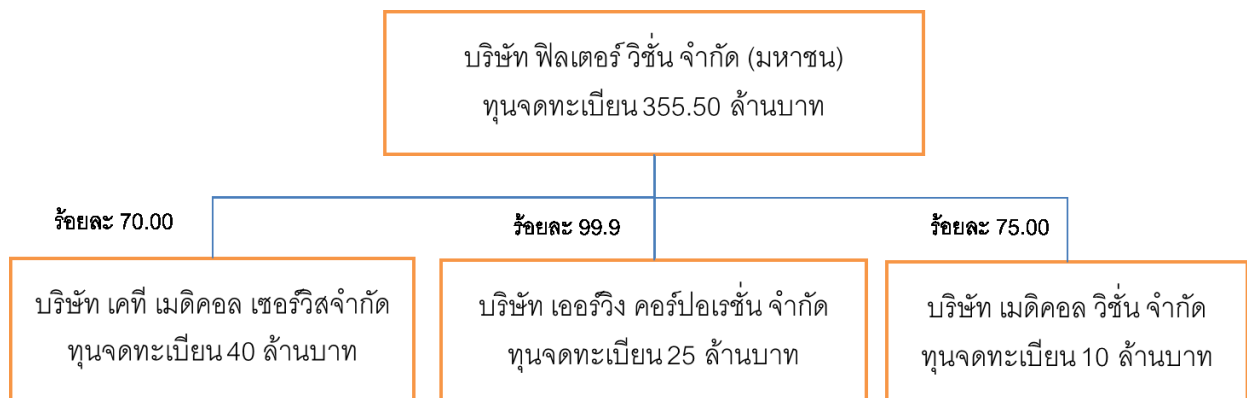 บริษัท ฟิลเตอร์ วิชั่น จำกัด (มหาชน)
ทุนจดทะเบียน 355.50 ล้านบาท
ร้อยละ 70.00
ร้อยละ 99.9
ร้อยละ 75.00
บริษัท เคที เมดิคอล เซอร์วิสจำกัด
ทุนจดทะเบียน 40 ล้านบาท
บริษัท เออร์วิง คอร์ปอเรชั่น จำกัด
ทุนจดทะเบียน 25 ล้านบาท
บริษัท เมดิคอล วิชั่น จำกัด
ทุนจดทะเบียน 10 ล้านบาท